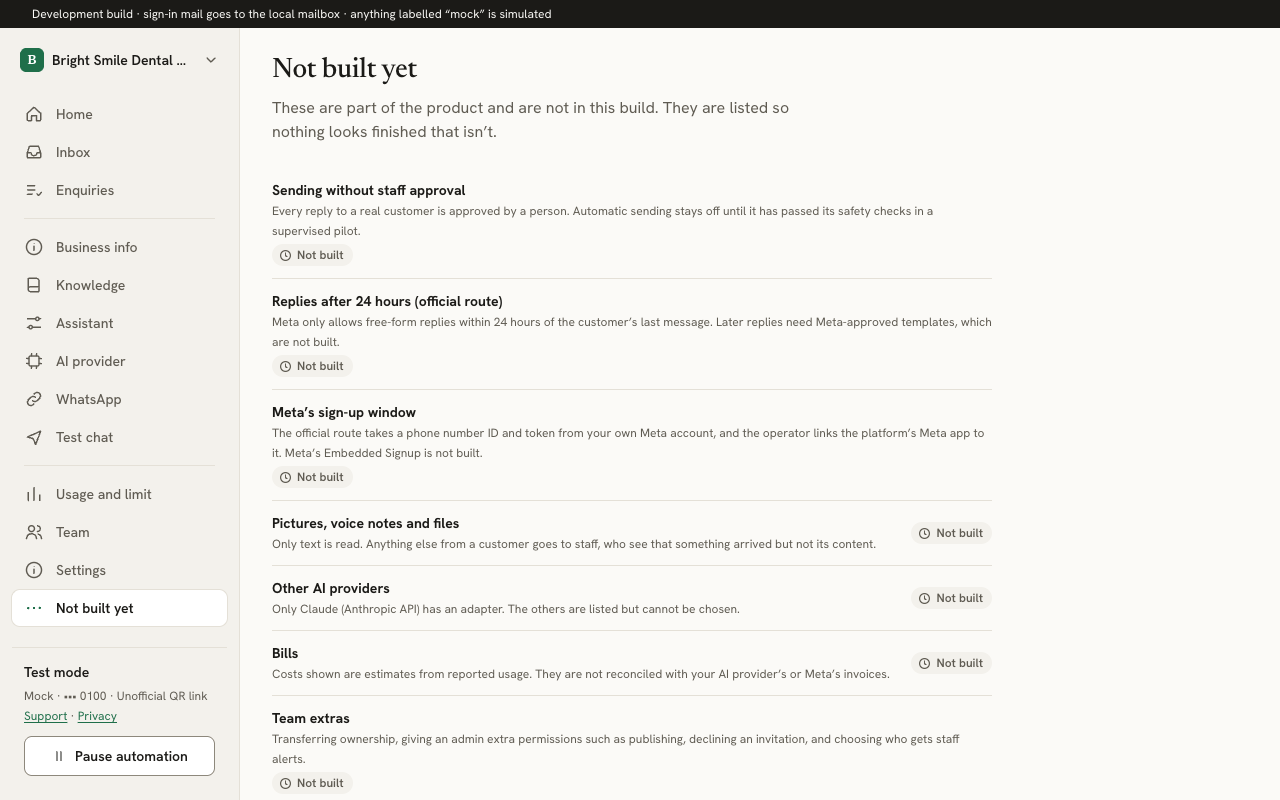 Development build · sign-in mail goes to the local mailbox · anything labelled “mock” is simulated
B
Bright Smile Dental ...
Home
Inbox
Enquiries
Business info
Knowledge
Assistant
AI provider
WhatsApp
Test chat
Usage and limit
Team
Settings
Not built yet
Test mode
Mock · ••• 0100 · Unofficial QR link
Support · Privacy
Pause automation
Not built yet
These are part of the product and are not in this build. They are listed so
nothing looks finished that isn’t.
Sending without staff approval
Every reply to a real customer is approved by a person. Automatic sending stays off until it has passed its safety checks in a
supervised pilot.
Not built
Replies after 24 hours (official route)
Meta only allows free-form replies within 24 hours of the customer’s last message. Later replies need Meta-approved templates, which
are not built.
Not built
Meta’s sign-up window
The official route takes a phone number ID and token from your own Meta account, and the operator links the platform’s Meta app to
it. Meta’s Embedded Signup is not built.
Not built
Pictures, voice notes and files
Only text is read. Anything else from a customer goes to staff, who see that something arrived but not its content.
Not built
Other AI providers
Only Claude (Anthropic API) has an adapter. The others are listed but cannot be chosen.
Not built
Bills
Costs shown are estimates from reported usage. They are not reconciled with your AI provider’s or Meta’s invoices.
Not built
Team extras
Transferring ownership, giving an admin extra permissions such as publishing, declining an invitation, and choosing who gets staff
alerts.
Not built